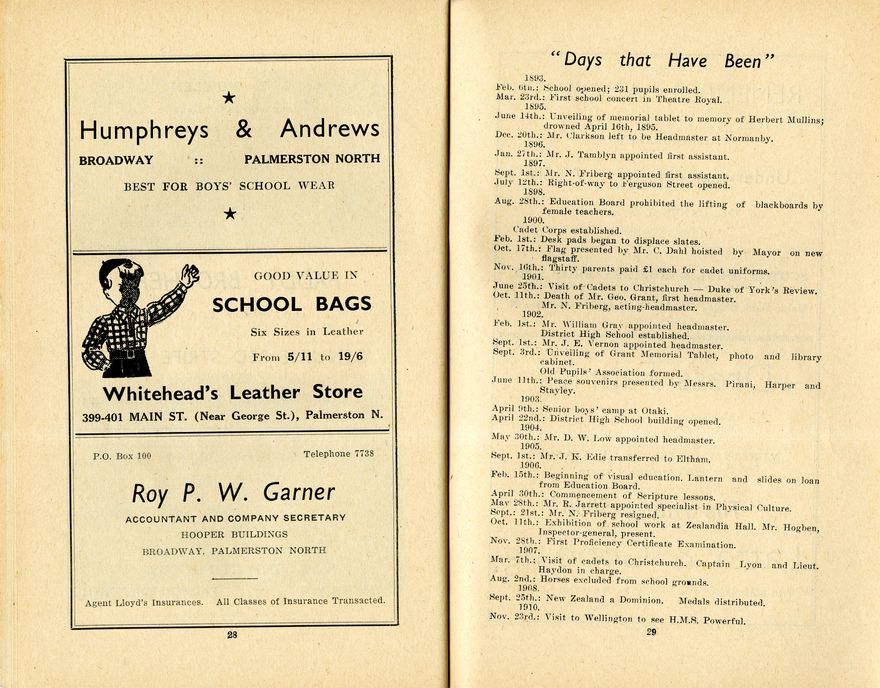 Humphreys & Andrews
BROADWAY :: PALMERSTON NORTH
BEST FOR BOYS' SCHOOL WEAR
GOOD VALUE IN
SCHOOL BAGS
Six Sizes in Leather
From 5/11 to 19/6
Whitehead's Leather Store
399-401 MAIN ST. (Near George St.), Palmerston N.
P.O. Box 100 Telephone 7738
Roy P. W. Garner
ACCOUNTANT AND COMPANY SECRETARY
HOOPER BUILDINGS
BROADWAY, PALMERSTON NORTH
Agent Lloyd's Insurances. All Classes of Insurance Transacted.
28
"Days that Have Been"
1893.
Feb. 6th.: School opened; 231 pupils enrolled.
Mar. 23rd.: First school concert in Theatre Royal.
1895.
June 14th.: Unveiling of memorial tablet to memory of Herbert Mullins;
drowned April 16th, 1895.
Dec. 20th.: Mr. Clarkson left to be Headmaster at Normanby.
1896.
Jan. 27th.: Mr. J. Tamblyn appointed first assistant.
1897.
Sept. 1st.: Mr. N. Friberg appointed first assistant.
July 12th.: Right-of-way to Ferguson Street opened.
1898.
Aug. 28th.: Education Board prohibited the lifting of blackboards by
female teachers.
1900.
Cadet Corps established.
Feb. 1st.: Desk pads began to displace slates.
Oct. 17th.: Flag presented by Mr. C. Dahl hoisted by Mayor on new
flagstaff.
Nov. 16th.: Thirty parents paid £1 each for cadet uniforms.
1901.
June 25th.: Visit of Cadets to Christchurch — Duke of York's Review.
Oct. 11th.: Death of Mr. Geo. Grant, first headmaster.
Mr. N. Friberg, acting-headmaster.
1902.
Feb. 1st.: Mr. William Gray appointed headmaster.
District High School established.
Sept. 1st.: Mr. J. E. Vernon appointed headmaster.
Sept. 3rd.: Unveiling of Grant Memorial Tablet, photo and library
cabinet.
Old Pupils' Association formed.
June 11th.: Peace souvenirs presented by Messrs. Pirani, Harper and
Stayley.
1903.
April 9th.: Senior boys' camp at Otaki.
April 22nd.: District High School building opened.
1904.
May 30th.: Mr. D. W. Low appointed headmaster.
1905.
Sept. 1st.: Mr. J. K. Edie transferred to Eltham.
1906.
Feb. 15th.: Beginning of visual education. Lantern and slides on loan
from Education Board.
April 30th.: Commencement of Scripture lessons.
May 28th.: Mr. R. Jarrett appointed specialist in Physical Culture.
Sept.: 21st.: Mr. N. Friberg resigned.
Oct. 11th.: Exhibition of school work at Zealandia Hall. Mr. Hogben,
Inspector-general, present.
Nov. 28th.: First Proficiency Certificate Examination.
1907.
Mar. 7th.; Visit of cadets to Christchurch. Captain Lyon and Lieut.
Haydon in charge.
Aug. 2nd.: Horses excluded from school grounds.
1908.
Sept. 25th.: New Zealand a Dominion. Medals distributed.
1910.
Nov. 23rd.: Visit to Wellington to see H.M.S. Powerful.
29